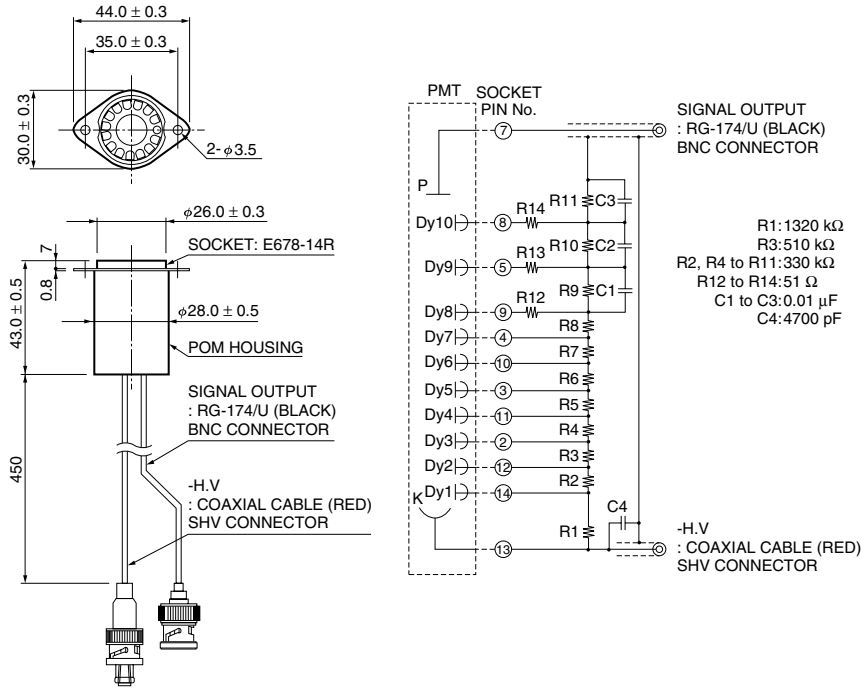 44.0 ± 0.3
35.0 ± 0.3
30.0 ± 0.3
2- φ3.5
φ26.0 ± 0.3
SOCKET: E678-14R
7
0.8
43.0 ± 0.5
φ28.0 ± 0.5
POM HOUSING
450
SIGNAL OUTPUT
: RG-174/U (BLACK)
BNC CONNECTOR
-H.V
: COAXIAL CABLE (RED)
SHV CONNECTOR
PMT
SOCKET
PIN No.
SIGNAL OUTPUT
: RG-174/U (BLACK)
BNC CONNECTOR
7
P
R11 C3
R14
Dy10 8
R10 C2
R13
Dy9 5
R9 C1
R12
Dy8 9
R8
Dy7 4
R7
Dy6 10
R6
Dy5 3
R5
Dy4 11
R4
Dy3 2
R3
Dy2 12
R2
Dy1 14
K
R1
C4
13
-H.V
: COAXIAL CABLE (RED)
SHV CONNECTOR
R1:1320 kΩ
R3:510 kΩ
R2, R4 to R11:330 kΩ
R12 to R14:51 Ω
C1 to C3:0.01 µF
C4:4700 pF